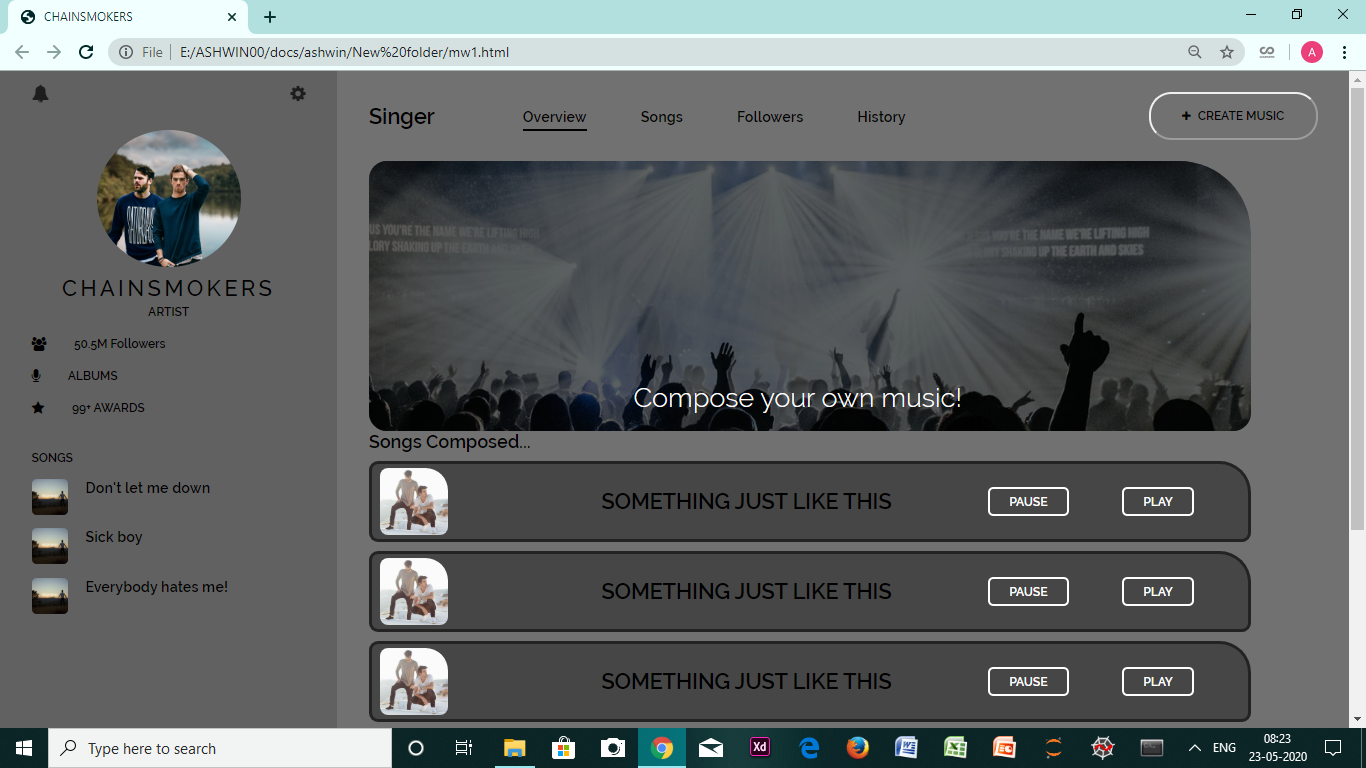 CHAINSMOKERS
File
E:/ASHWIN00/docs/ashwin/New%20folder/mw1.html
A
Singer
Overview
Songs
Followers
History
CREATE MUSIC
CHAINSMOKERS
ARTIST
50.5M Followers
ALBUMS
99+ AWARDS
SONGS
Don't let me down
Sick boy
Everybody hates me!
YOU'RE THE NAME WE'RE LIFTING HIGH
SHAKING UP THE EARTH AND SKIES
YOU'RE THE NAME WE'RE LIFTING HIGH
SHAKING UP THE EARTH AND SKIES
Compose your own music!
Songs Composed...
SOMETHING JUST LIKE THIS
PAUSE
PLAY
SOMETHING JUST LIKE THIS
PAUSE
PLAY
SOMETHING JUST LIKE THIS
PAUSE
PLAY
Type here to search
Xd
ENG
08:23
23-05-2020